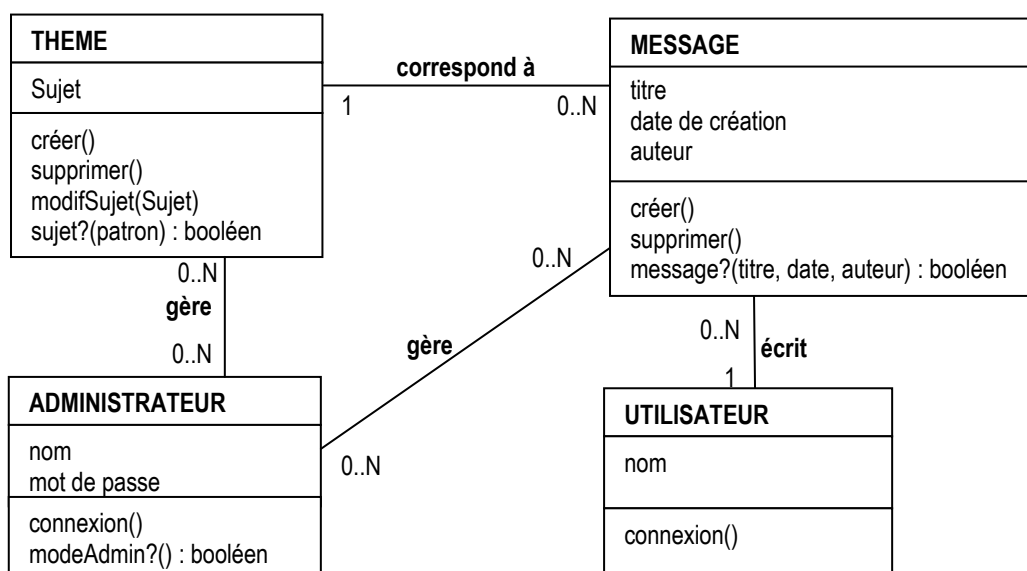 THEME
Sujet
créer()
supprimer()
modifSujet(Sujet)
sujet?(patron) : booléen
correspond à
1
0..N
MESSAGE
titre
date de création
auteur
créer()
supprimer()
message?(titre, date, auteur) : booléen
0..N
gère
0..N
0..N
gère
0..N
0..N
écrit
1
ADMINISTRATEUR
nom
mot de passe
connexion()
modeAdmin?() : booléen
UTILISATEUR
nom
connexion()